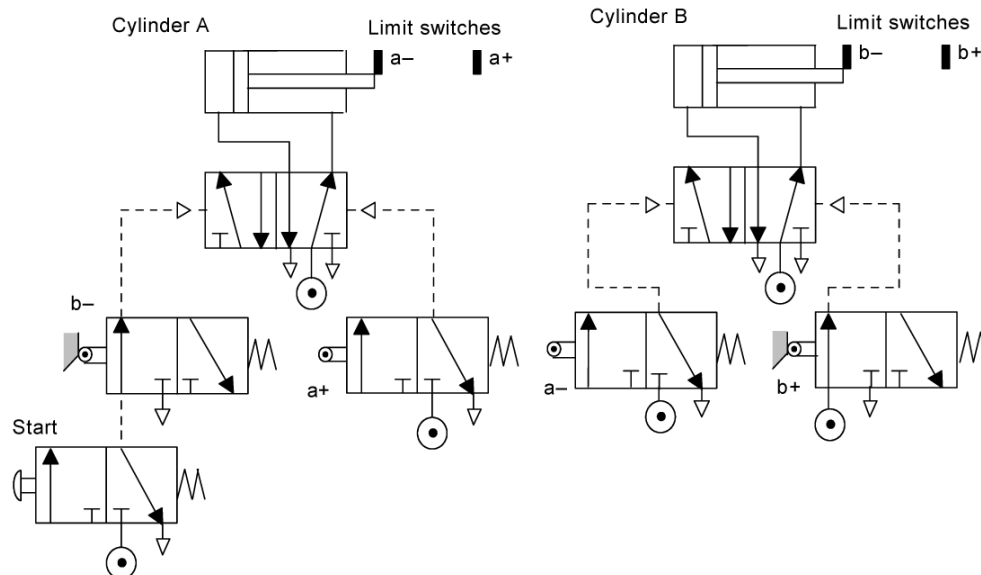 Cylinder A
Limit switches
a–
a+
Cylinder B
Limit switches
b–
b+
b–
a+
a–
b+
Start